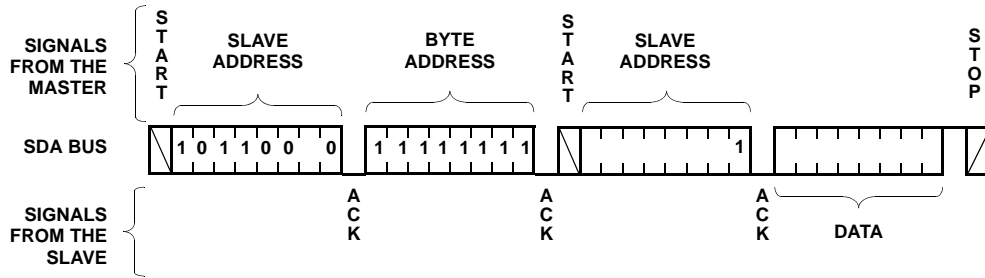 SIGNALS
FROM THE
MASTER
START
SLAVE
ADDRESS
BYTE
ADDRESS
START
SLAVE
ADDRESS
STOP
SDA BUS
1 0 1 1 0 0 0
1 1 1 1 1 1 1 1
1
SIGNALS
FROM THE
SLAVE
ACK
ACK
ACK
DATA